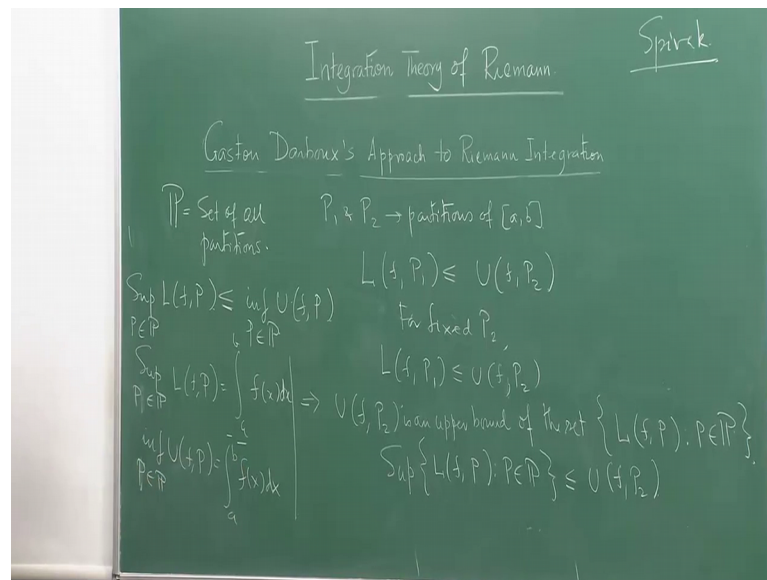 Spivak
Integration Theory of Riemann
Gaston Darboux's Approach to Riemann Integration
ℙ = Set of all
partitions.
P₁ & P₂ → partitions of [a,b]
L(f,P₁) ≤ U(f,P₂)
For fixed P₂,
L(f,P₁) ≤ U(f,P₂)
Sup L(f,P) ≤ inf U(f,P)
P∈ℙ P∈ℙ
Sup L(f,P) = ∫_a^b f(x)dx
P∈ℙ
inf U(f,P) = ∫_a^b f(x)dx
P∈ℙ
⇒ U(f,P₂) is an upper bound of the set {L(f,P): P∈ℙ}.
Sup{L(f,P): P∈ℙ} ≤ U(f,P₂)